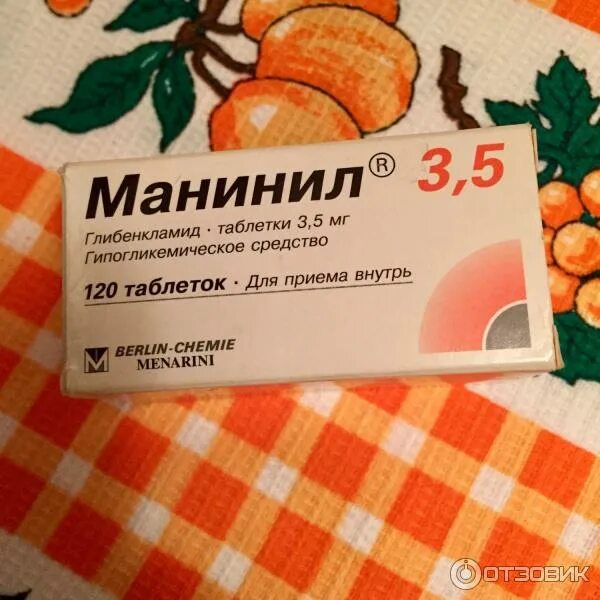 Манинил® 3,5
Глибенкламид · таблетки 3,5 мг
Гипогликемическое средство
120 таблеток · Для приема внутрь
BERLIN-CHEMIE
MENARINI
ОТЗОВИК